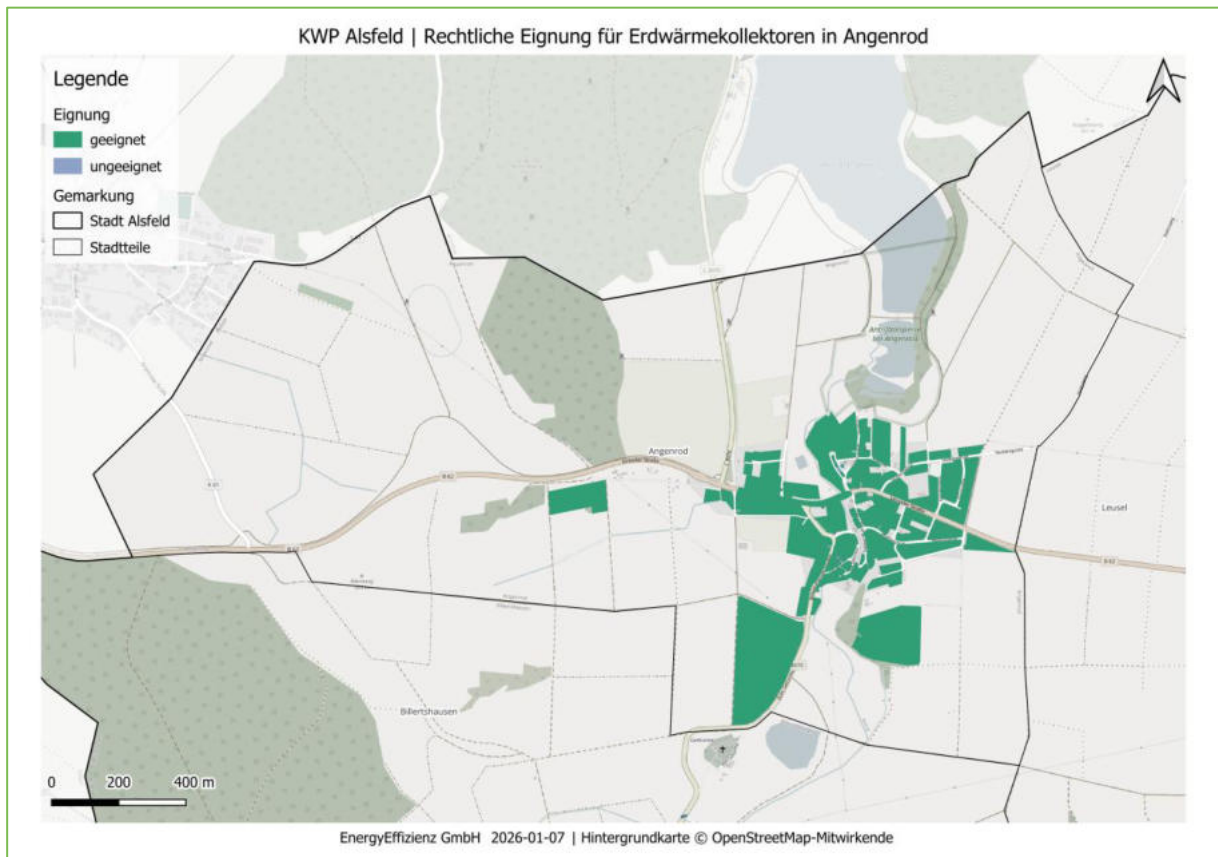 KWP Alsfeld | Rechtliche Eignung für Erdwärmekollektoren in Angenrod
Legende
Eignung
geeignet
ungeeignet
Gemarkung
Stadt Alsfeld
Stadtteile
Angenrod
B 62
Leusel
B 62
Billertshausen
0 200 400 m
EnergyEffizienz GmbH 2026-01-07 | Hintergrundkarte © OpenStreetMap-Mitwirkende